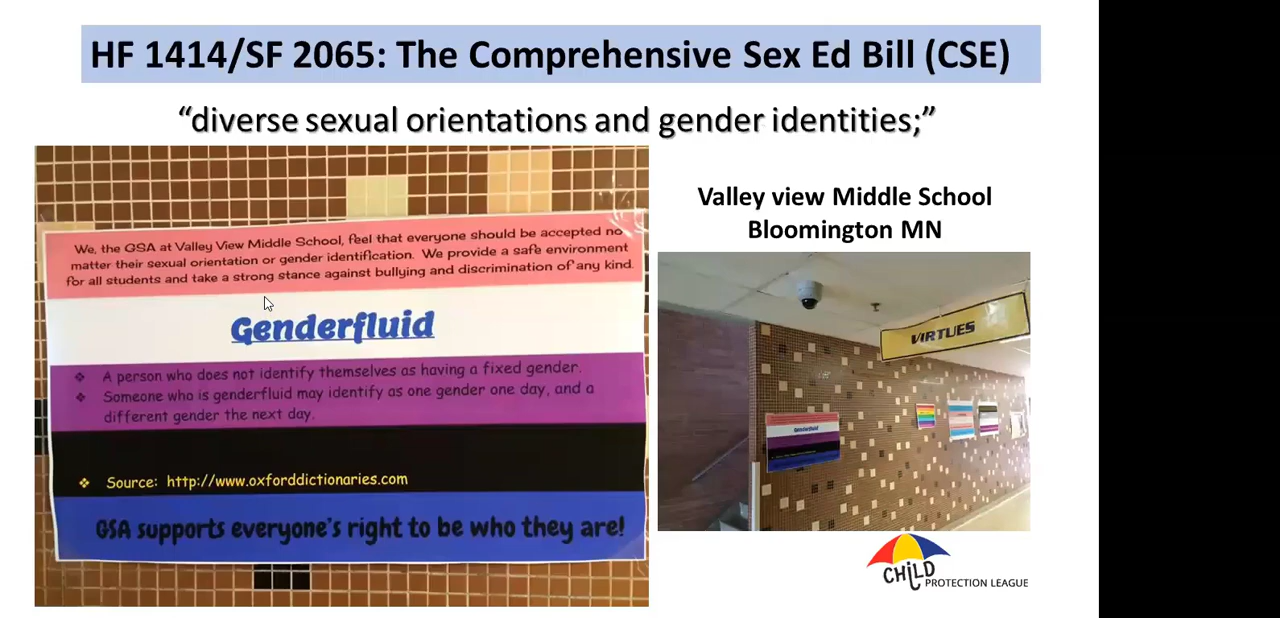 HF 1414/SF 2065: The Comprehensive Sex Ed Bill (CSE)
“diverse sexual orientations and gender identities;”
We, the GSA at Valley View Middle School, feel that everyone should be accepted no
matter their sexual orientation or gender identification. We provide a safe environment
for all students and take a strong stance against bullying and discrimination of any kind.
Genderfluid
❖ A person who does not identify themselves as having a fixed gender.
❖ Someone who is genderfluid may identify as one gender one day, and a
different gender the next day.
❖ Source: http://www.oxforddictionaries.com
GSA supports everyone's right to be who they are!
Valley view Middle School
Bloomington MN
VIRTUES
Genderfluid
CHILD
PROTECTION LEAGUE